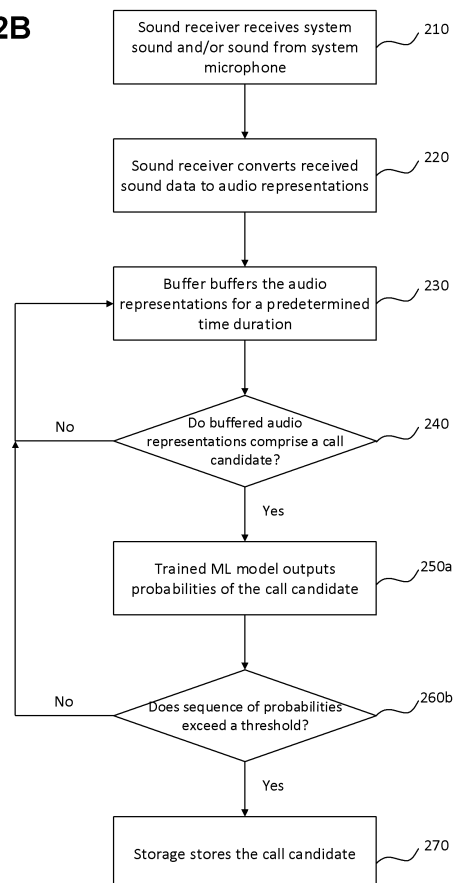 2B
Sound receiver receives system
sound and/or sound from system
microphone
210
Sound receiver converts received
sound data to audio representations
220
Buffer buffers the audio
representations for a predetermined
time duration
230
Do buffered audio
representations comprise a call
candidate?
240
No
Yes
Trained ML model outputs
probabilities of the call candidate
250a
Does sequence of probabilities
exceed a threshold?
260b
No
Yes
Storage stores the call candidate
270